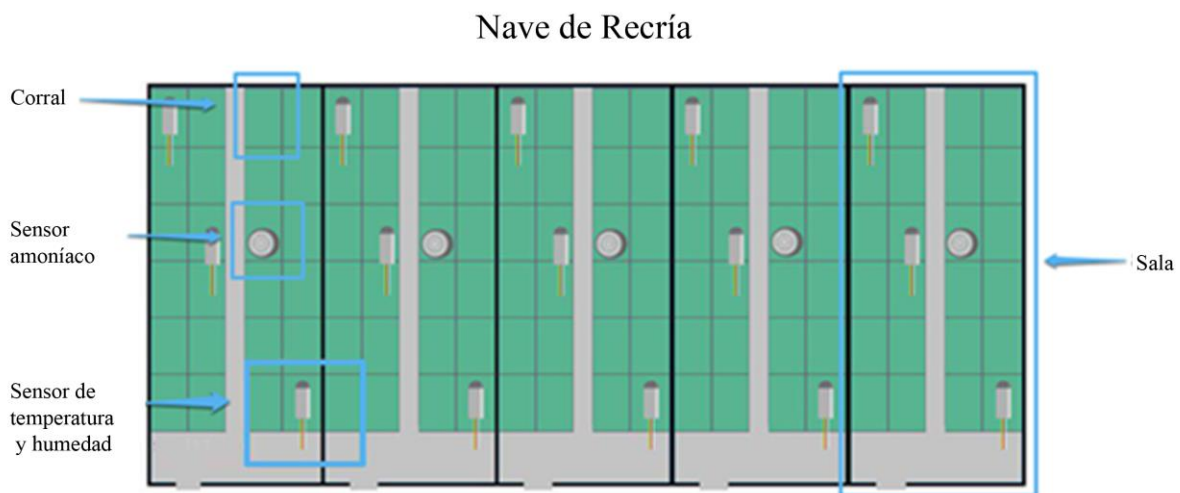 Nave de Recría
Corral
Sensor
amoníaco
Sala
Sensor de
temperatura
y humedad